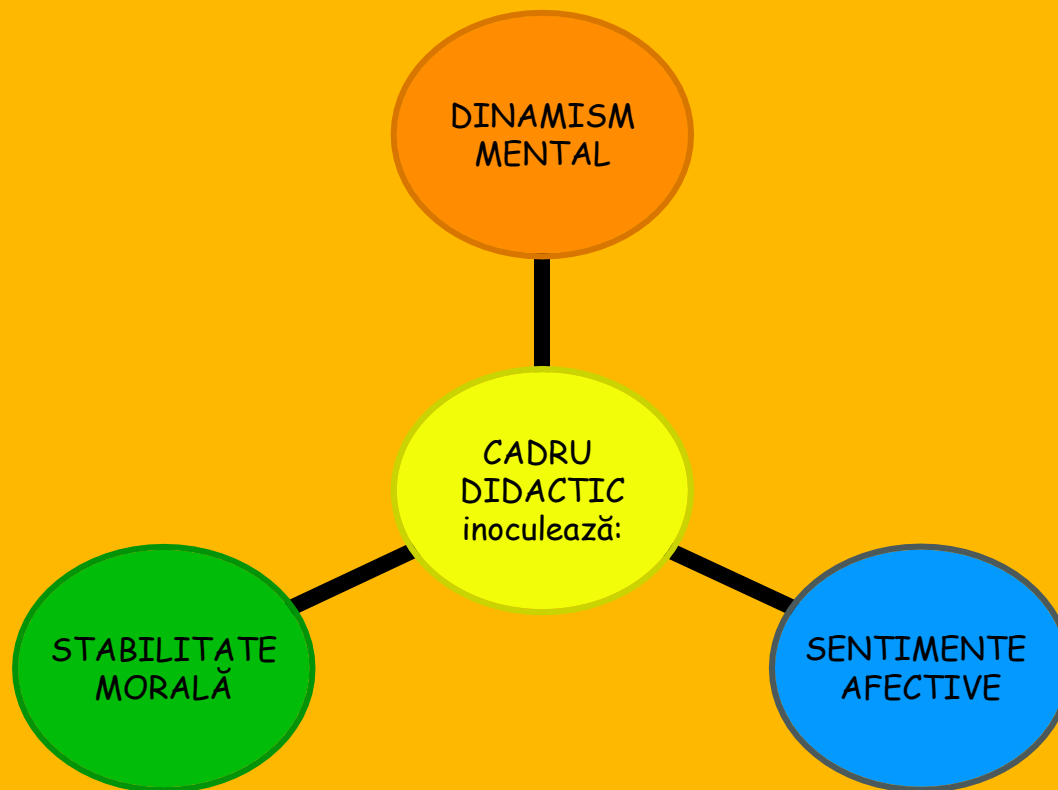 DINAMISM
MENTAL
CADRU
DIDACTIC
inoculează:
STABILITATE
MORALĂ
SENTIMENTE
AFECTIVE